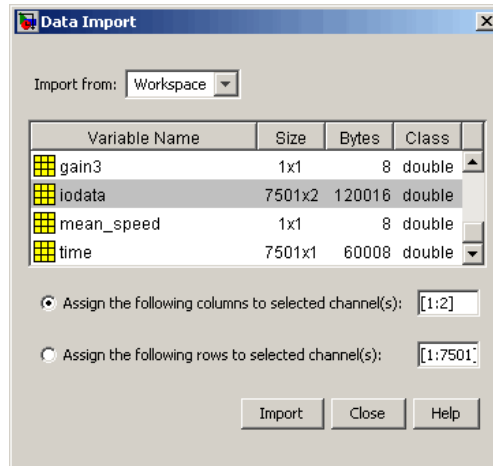 Data Import
Import from: Workspace
Variable Name Size Bytes Class
gain3 1x1 8 double
iodata 7501x2 120016 double
mean_speed 1x1 8 double
time 7501x1 60008 double
Assign the following columns to selected channel(s): [1:2]
Assign the following rows to selected channel(s): [1:7501]
Import Close Help